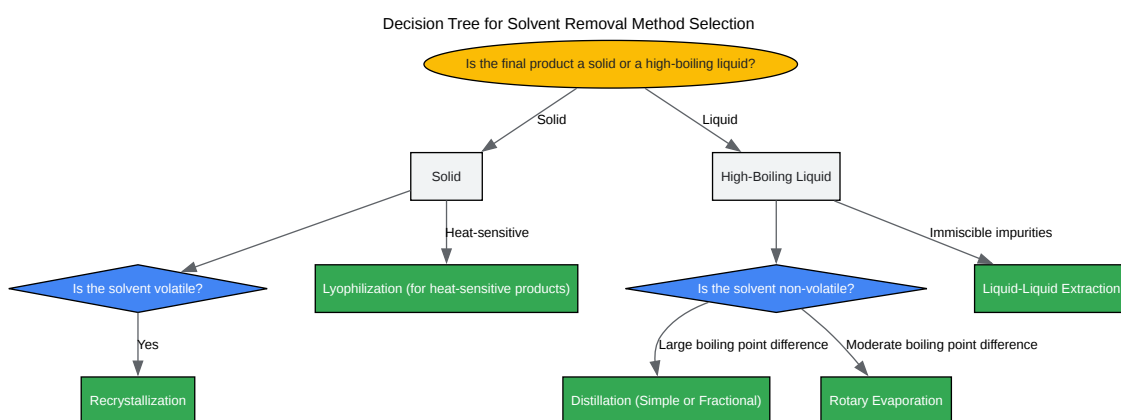 Decision Tree for Solvent Removal Method Selection
Is the final product a solid or a high-boiling liquid?
Solid
Liquid
Solid
High-Boiling Liquid
Heat-sensitive
Immiscible impurities
Is the solvent volatile?
Lyophilization (for heat-sensitive products)
Is the solvent non-volatile?
Liquid-Liquid Extraction
Yes
Large boiling point difference
Moderate boiling point difference
Recrystallization
Distillation (Simple or Fractional)
Rotary Evaporation